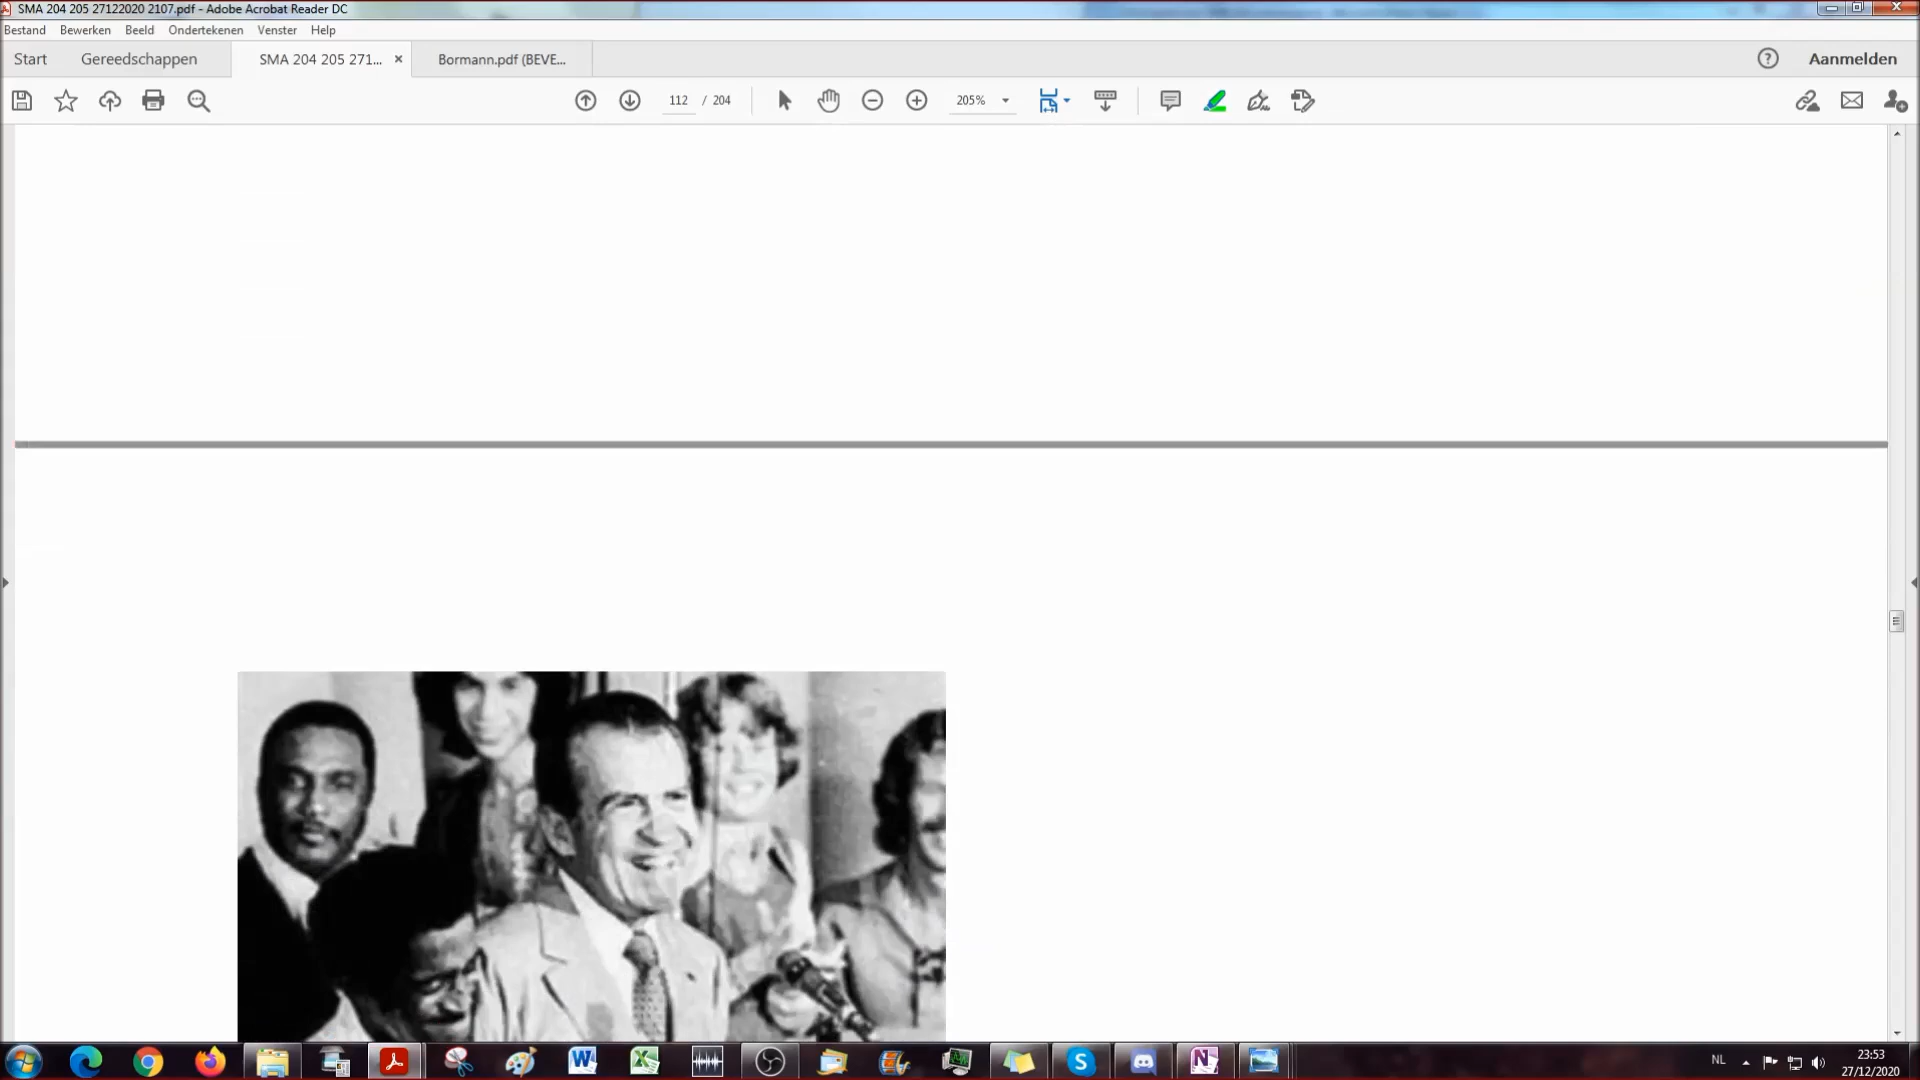 SMA 204 205 27122020 2107.pdf - Adobe Acrobat Reader DC
Bestand Bewerken Beeld Ondertekenen Venster Help
Start Gereedschappen SMA 204 205 271... × Bormann.pdf (BEVE... Aanmelden
112 / 204 205%
NL 23:53
27/12/2020